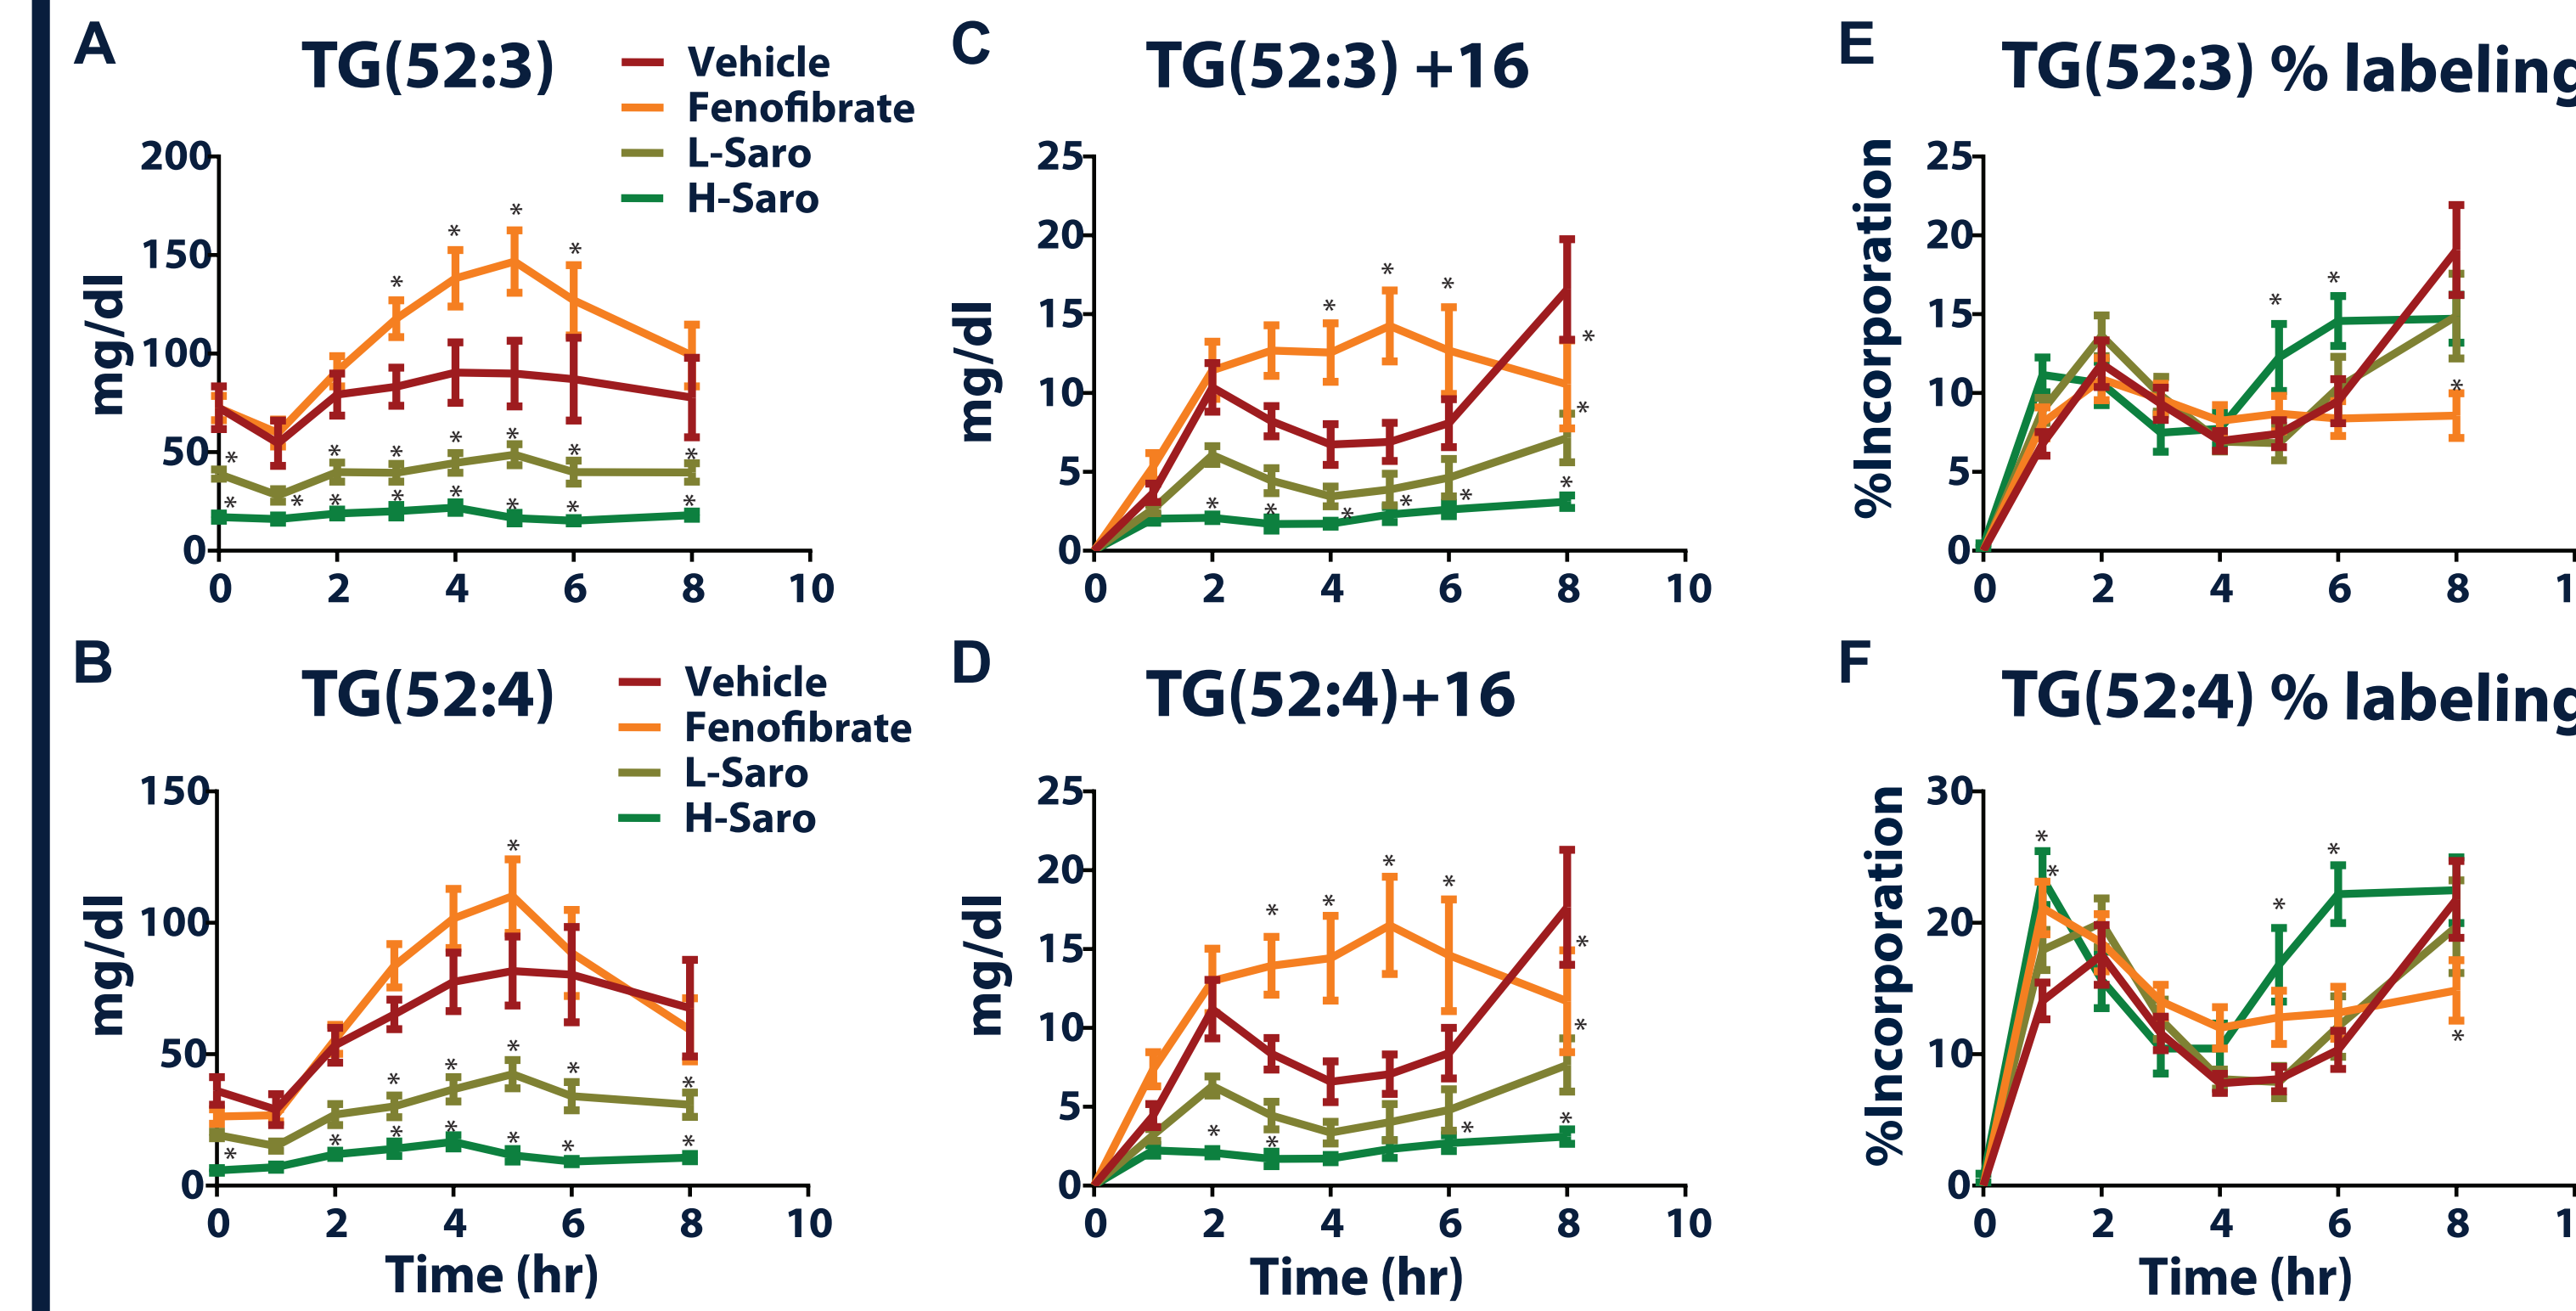 A
TG(52:3)
Vehicle
Fenofibrate
L-Saro
H-Saro
mg/dl
200
150
100
50
0
0 2 4 6 8 10
* * * *
* * * * * * *
* * * * * * * *
C
TG(52:3) +16
mg/dl
25
20
15
10
5
0
0 2 4 6 8 10
* * * * *
* * * * * * *
E
TG(52:3) % labeling
%Incorporation
25
20
15
10
5
0
0 2 4 6 8 1
* * *
B
TG(52:4)
Vehicle
Fenofibrate
L-Saro
H-Saro
mg/dl
150
100
50
0
0 2 4 6 8 10
Time (hr)
*
* * * * *
* * * * * * *
D
TG(52:4)+16
mg/dl
25
20
15
10
5
0
0 2 4 6 8 10
Time (hr)
* * * * *
* * * * *
F
TG(52:4) % labeling
%Incorporation
30
20
10
0
0 2 4 6 8 1
Time (hr)
* * * * *